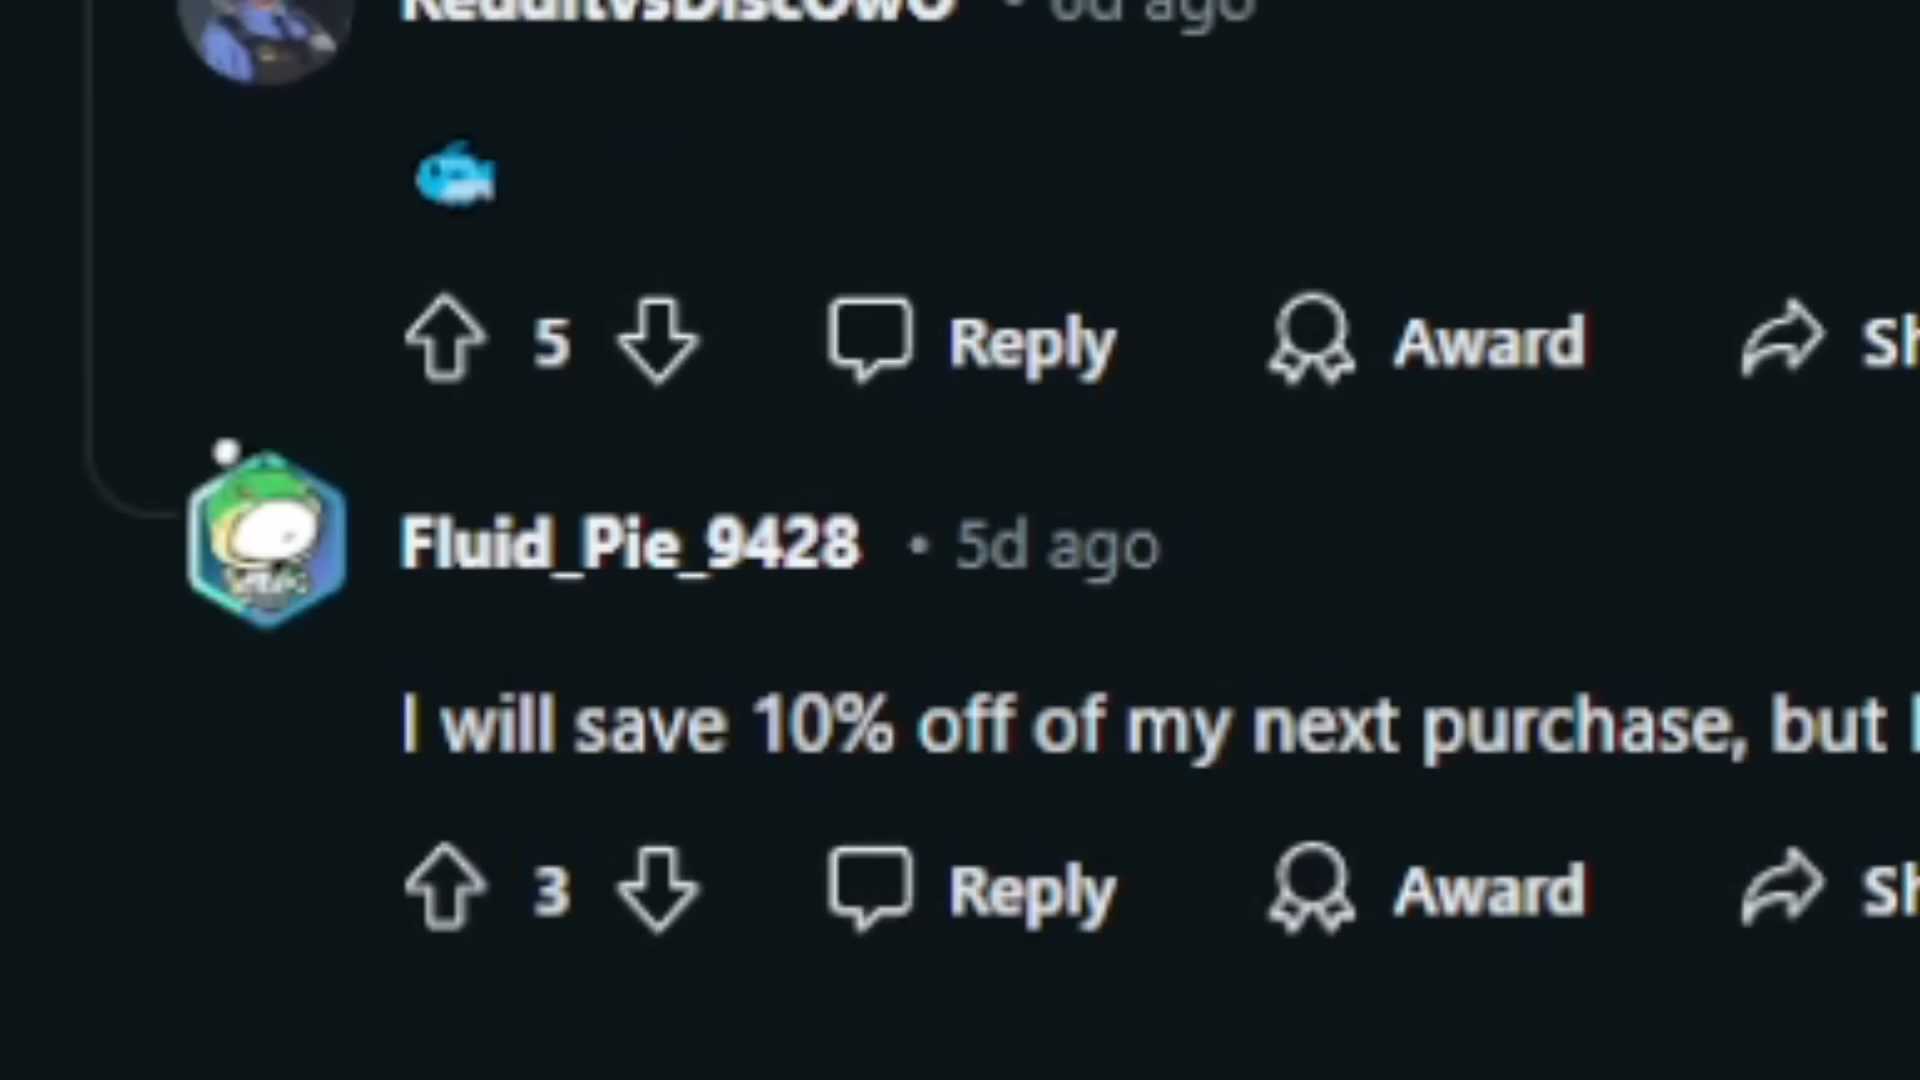 RedditvsDiscOwO • 6d ago
5 Reply Award Sh
Fluid_Pie_9428 • 5d ago
I will save 10% off of my next purchase, but
3 Reply Award Sh